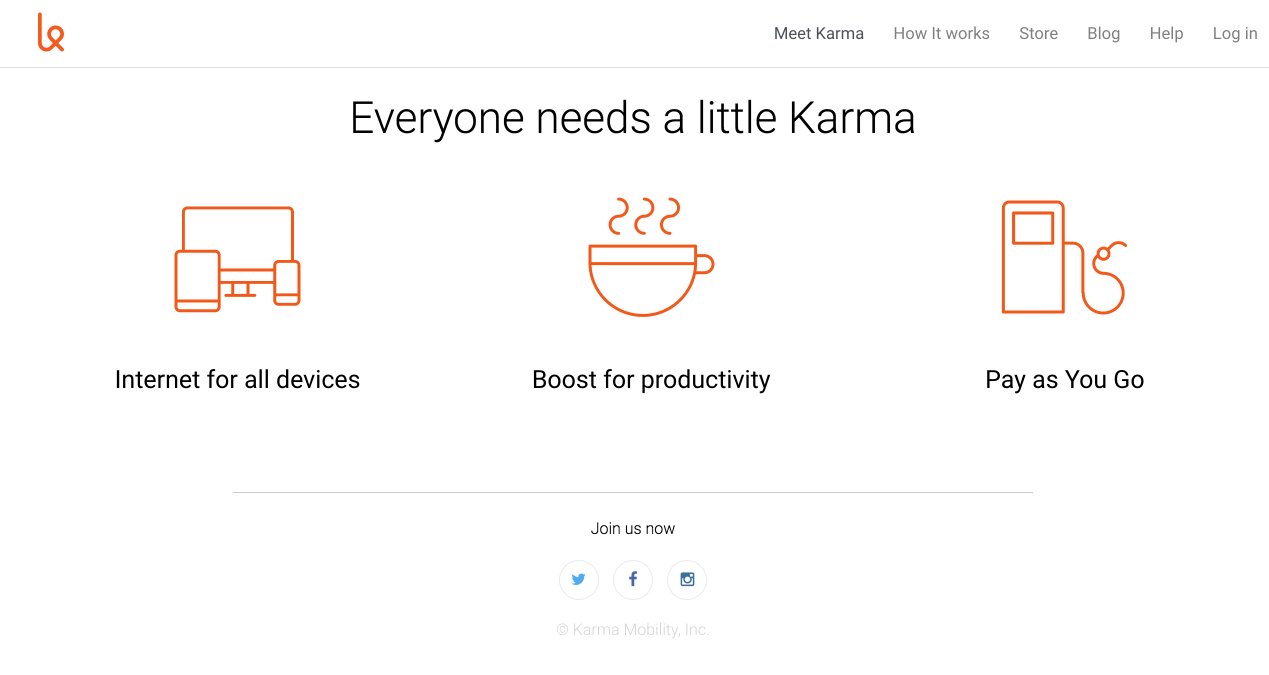 Meet Karma How It works Store Blog Help Log in
Everyone needs a little Karma
Internet for all devices Boost for productivity Pay as You Go
Join us now
© Karma Mobility, Inc.